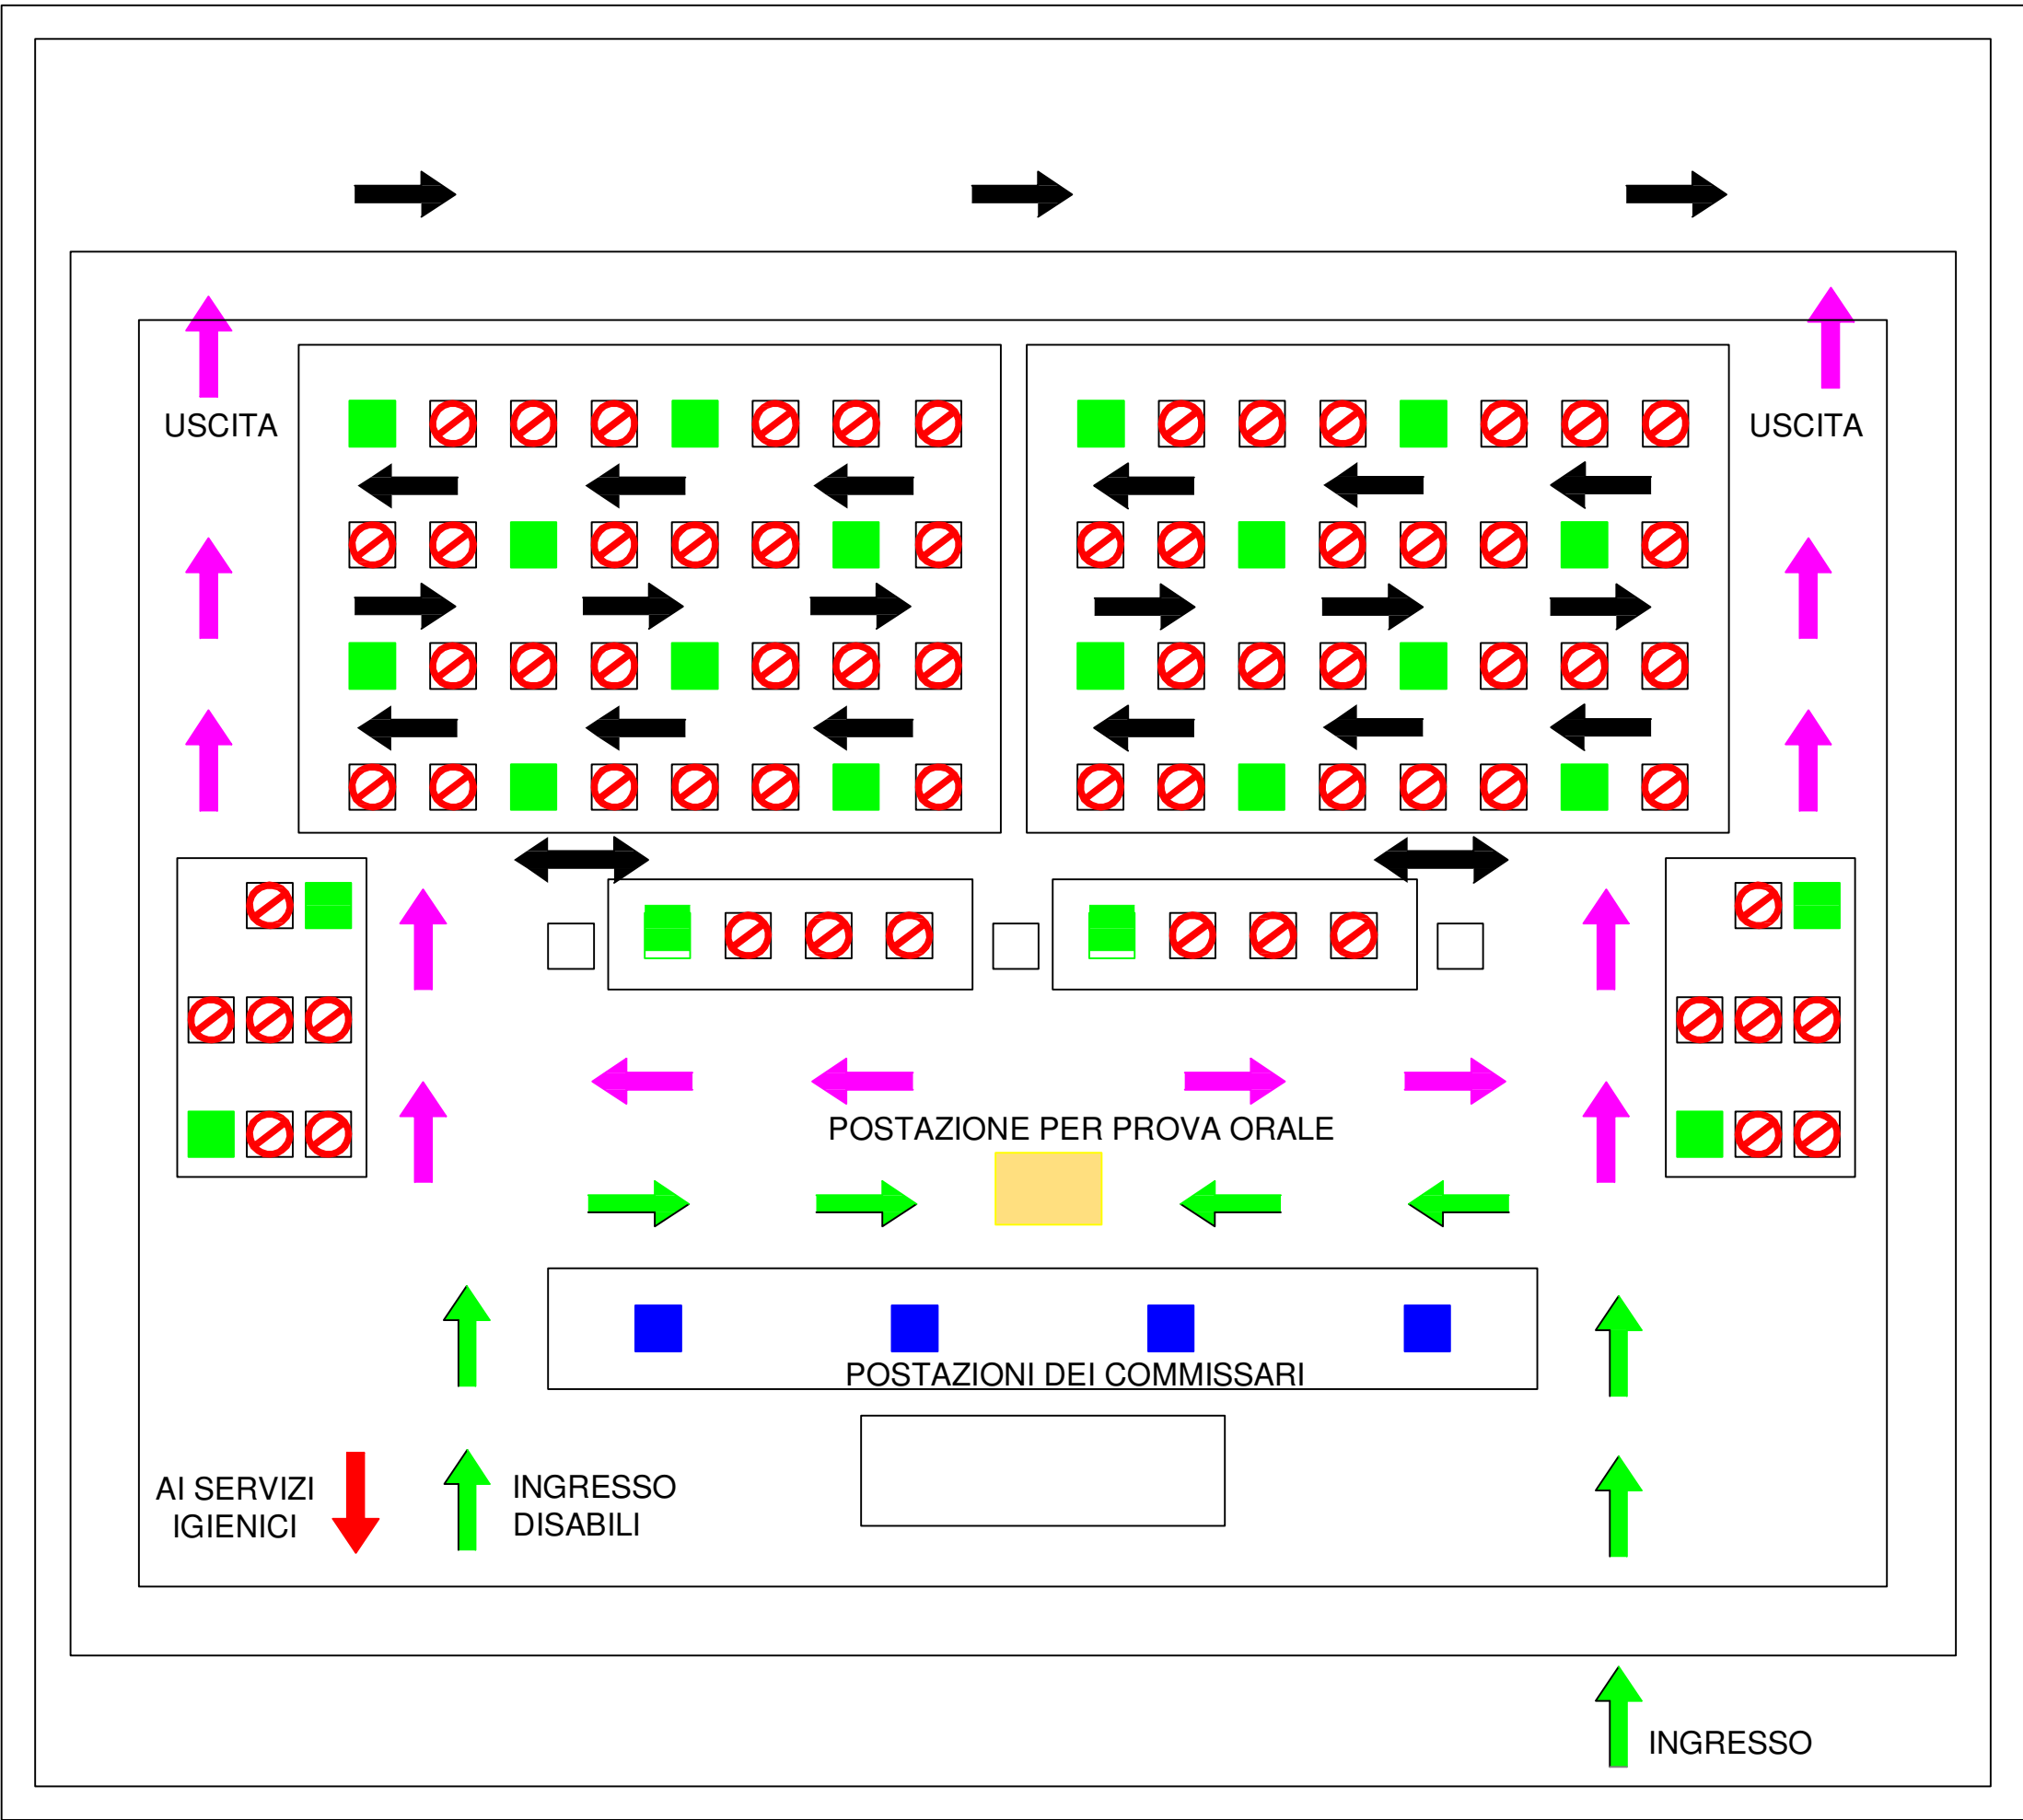 USCITA
USCITA
POSTAZIONE PER PROVA ORALE
POSTAZIONI DEI COMMISSARI
AI SERVIZI
IGIENICI
INGRESSO
DISABILI
INGRESSO